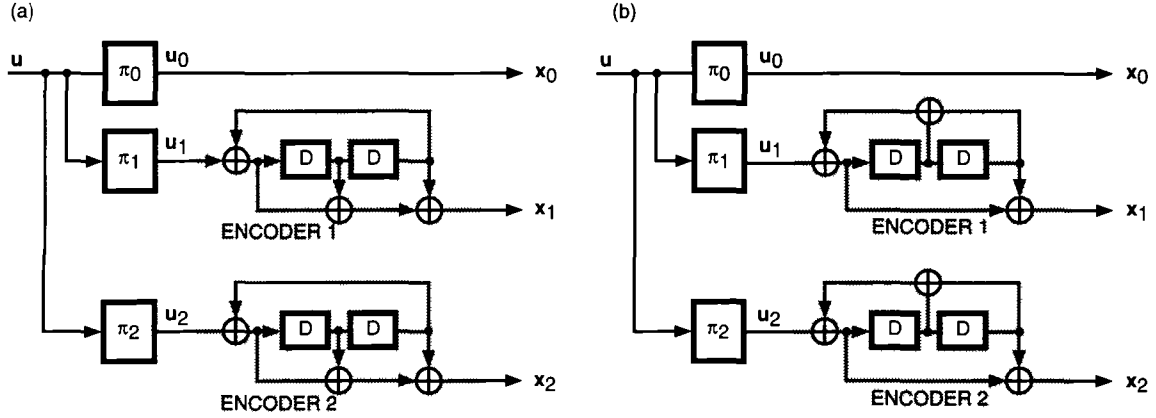 (a)
u
π0
u0
x0
π1
u1
D
D
x1
ENCODER 1
π2
u2
D
D
x2
ENCODER 2
(b)
u
π0
u0
x0
π1
u1
D
D
x1
ENCODER 1
π2
u2
D
D
x2
ENCODER 2